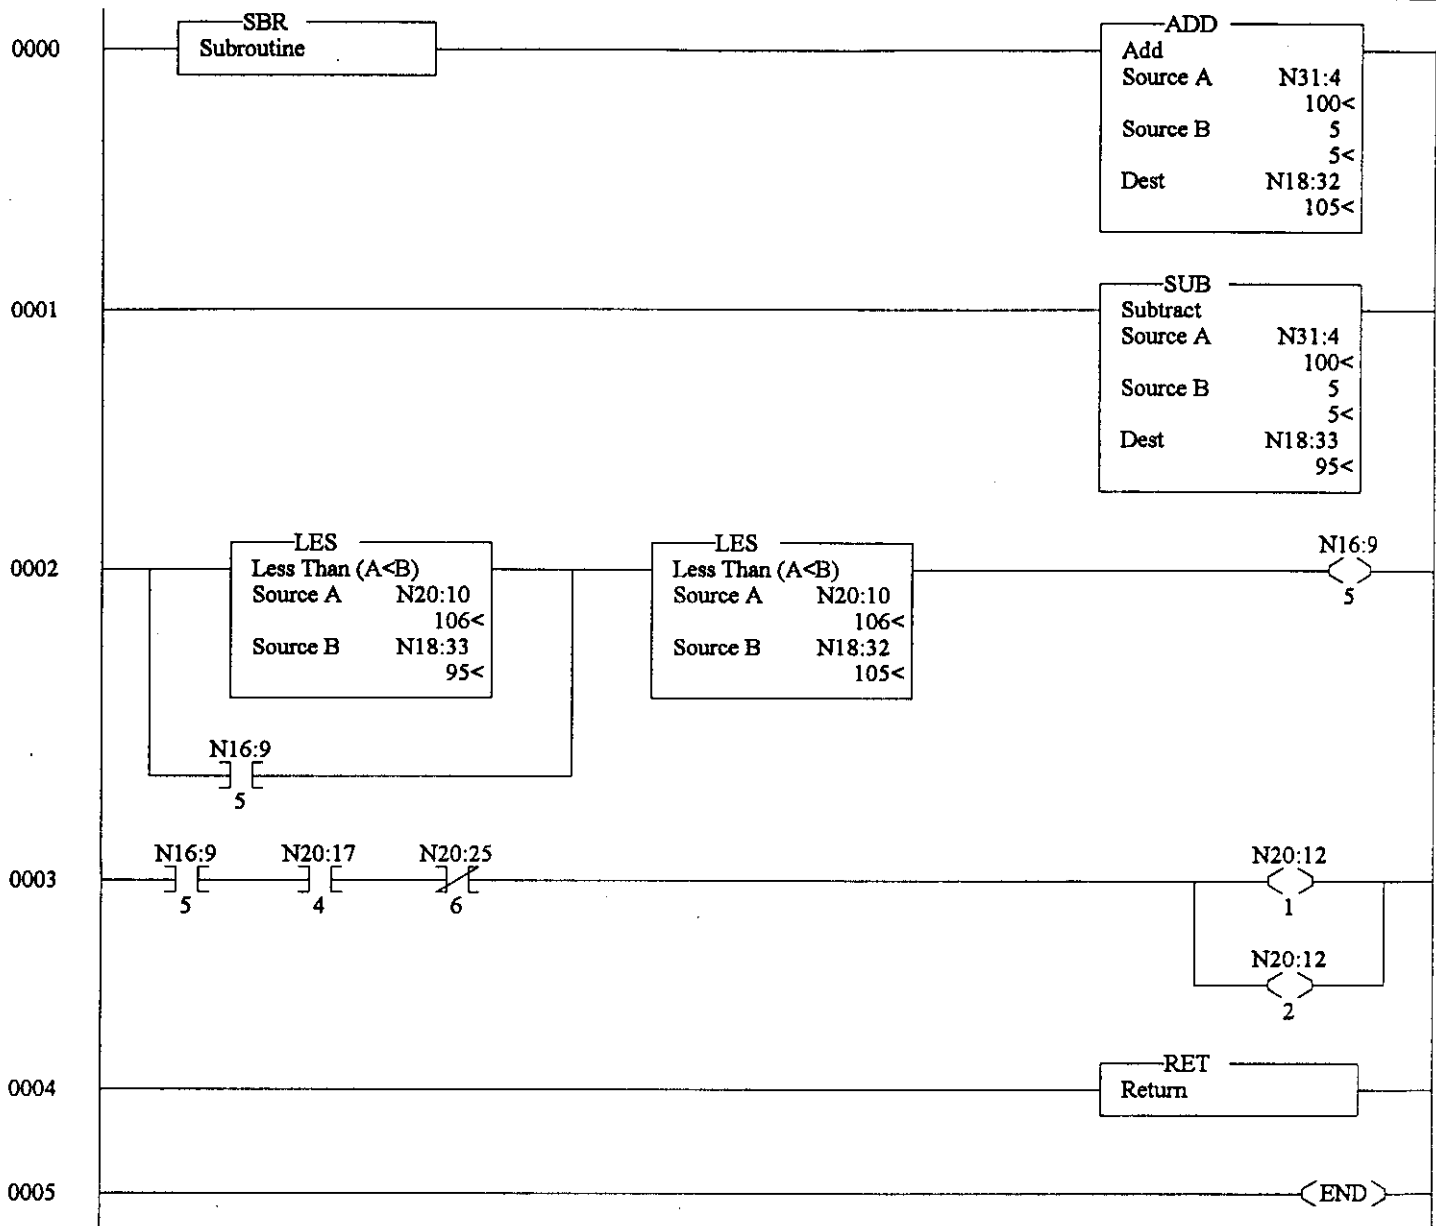 SBR
0000
Subroutine
ADD
Add
Source A N31:4
100<
Source B 5
5<
Dest N18:32
105<
0001
SUB
Subtract
Source A N31:4
100<
Source B 5
5<
Dest N18:33
95<
0002
LES
Less Than (A<B)
Source A N20:10
106<
Source B N18:33
95<
LES
Less Than (A<B)
Source A N20:10
106<
Source B N18:32
105<
N16:9
5
N16:9
5
0003
N16:9
5
N20:17
4
N20:25
6
N20:12
1
N20:12
2
0004
RET
Return
0005
END